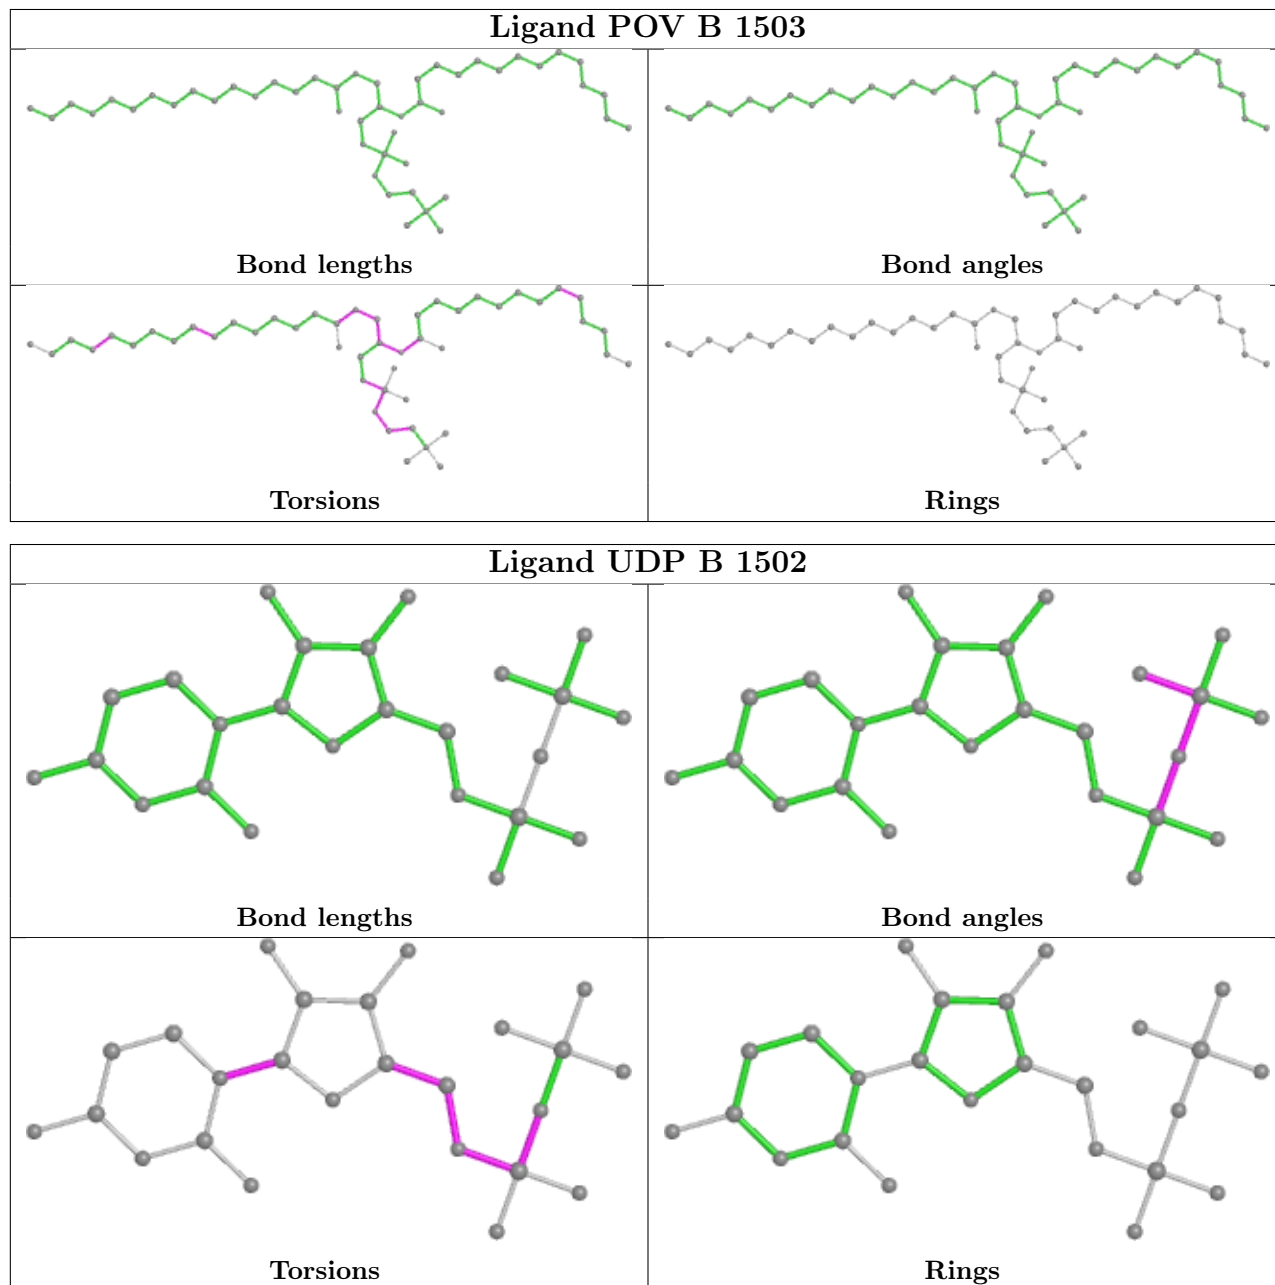 Ligand POV B 1503
Bond lengths
Bond angles
Torsions
Rings
Ligand UDP B 1502
Bond lengths
Bond angles
Torsions
Rings